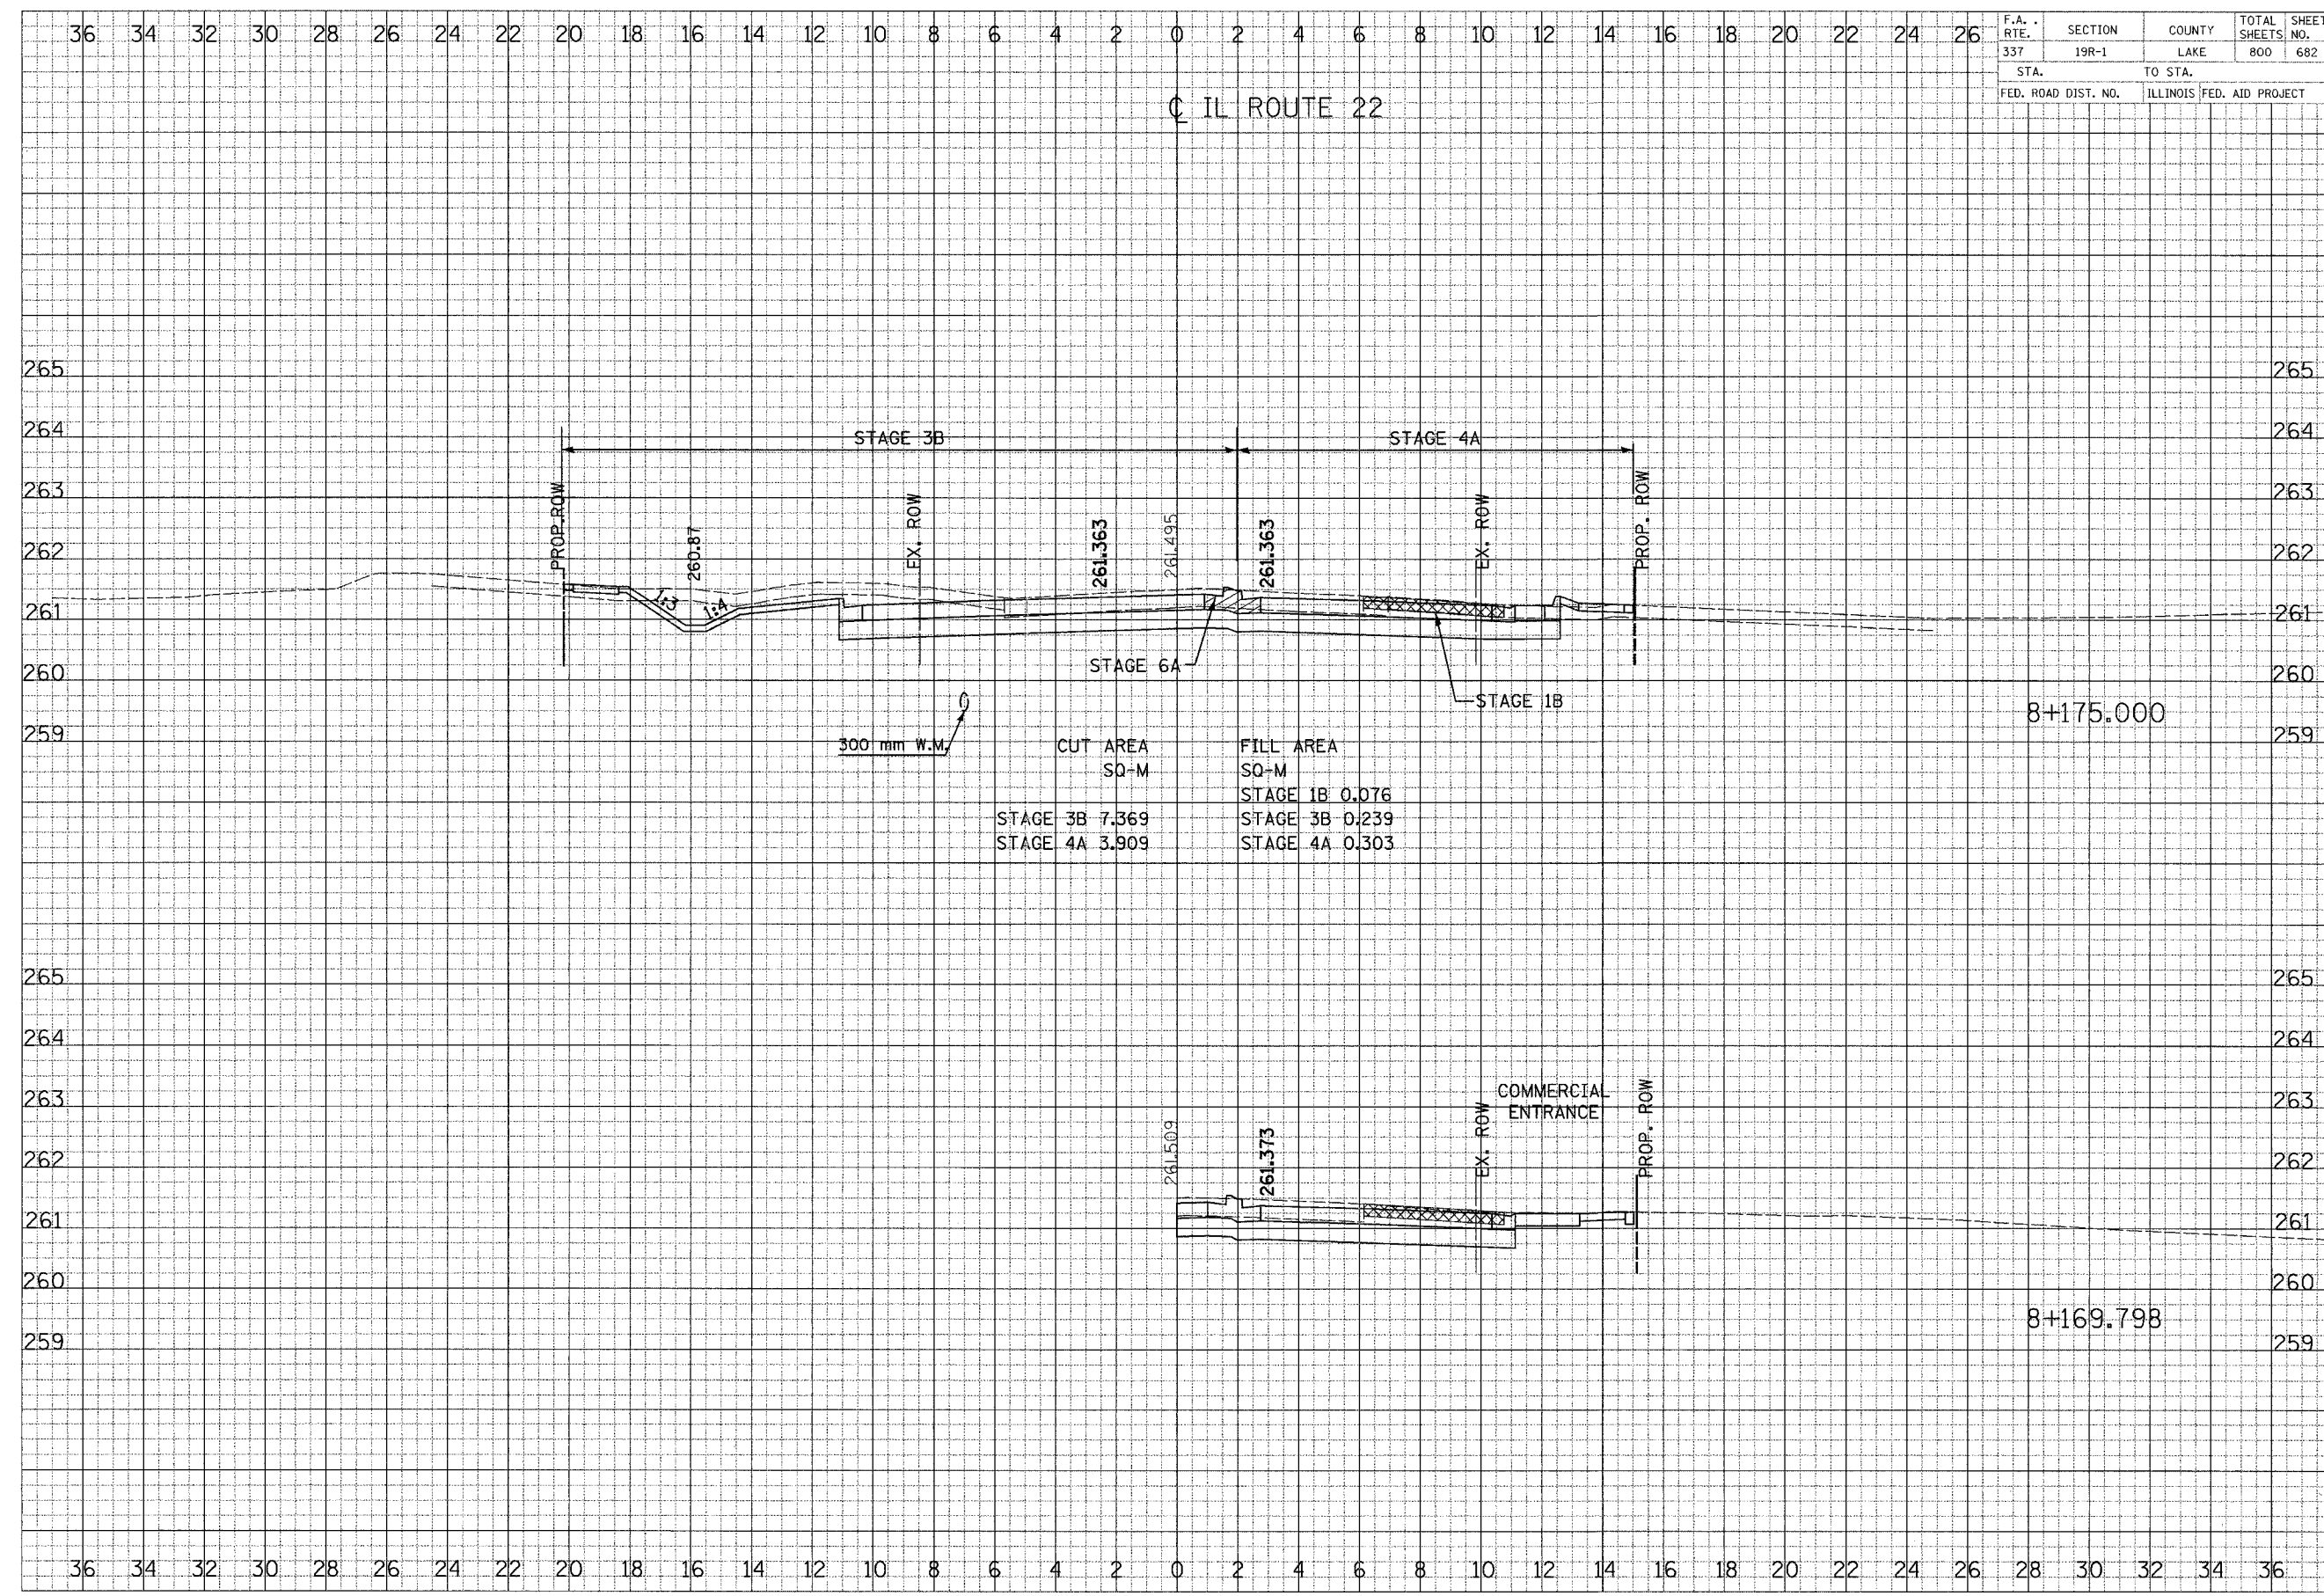 36 34 32 30 28 26 24 22 20 18 16 14 12 10 8 6 4 2 0 2 4 6 8 10 12 14 16 18 20 22 24 26
F.A. . RTE. SECTION COUNTY TOTAL SHEETS SHEET NO.
337 19R-1 LAKE 800 682
STA. TO STA.
FED. ROAD DIST. NO. ILLINOIS FED. AID PROJECT
℄ IL ROUTE 22
265 265
264 STAGE 3B STAGE 4A 264
263 263
PROP.ROW 260.87 EX. ROW 261.363 261.495 261.363 EX. ROW PROP. ROW
262 262
1:3 1:4
261 261
STAGE 6A
260 260
STAGE 1B
8+175.000
259 259
300 mm W.M.
CUT AREA FILL AREA
SQ-M SQ-M
STAGE 1B 0.076
STAGE 3B 7.369 STAGE 3B 0.239
STAGE 4A 3.909 STAGE 4A 0.303
265 265
264 264
263 263
COMMERCIAL
ENTRANCE
261.509 261.373 EX. ROW PROP. ROW
262 262
261 261
260 260
8+169.798
259 259
36 34 32 30 28 26 24 22 20 18 16 14 12 10 8 6 4 2 0 2 4 6 8 10 12 14 16 18 20 22 24 26 28 30 32 34 36